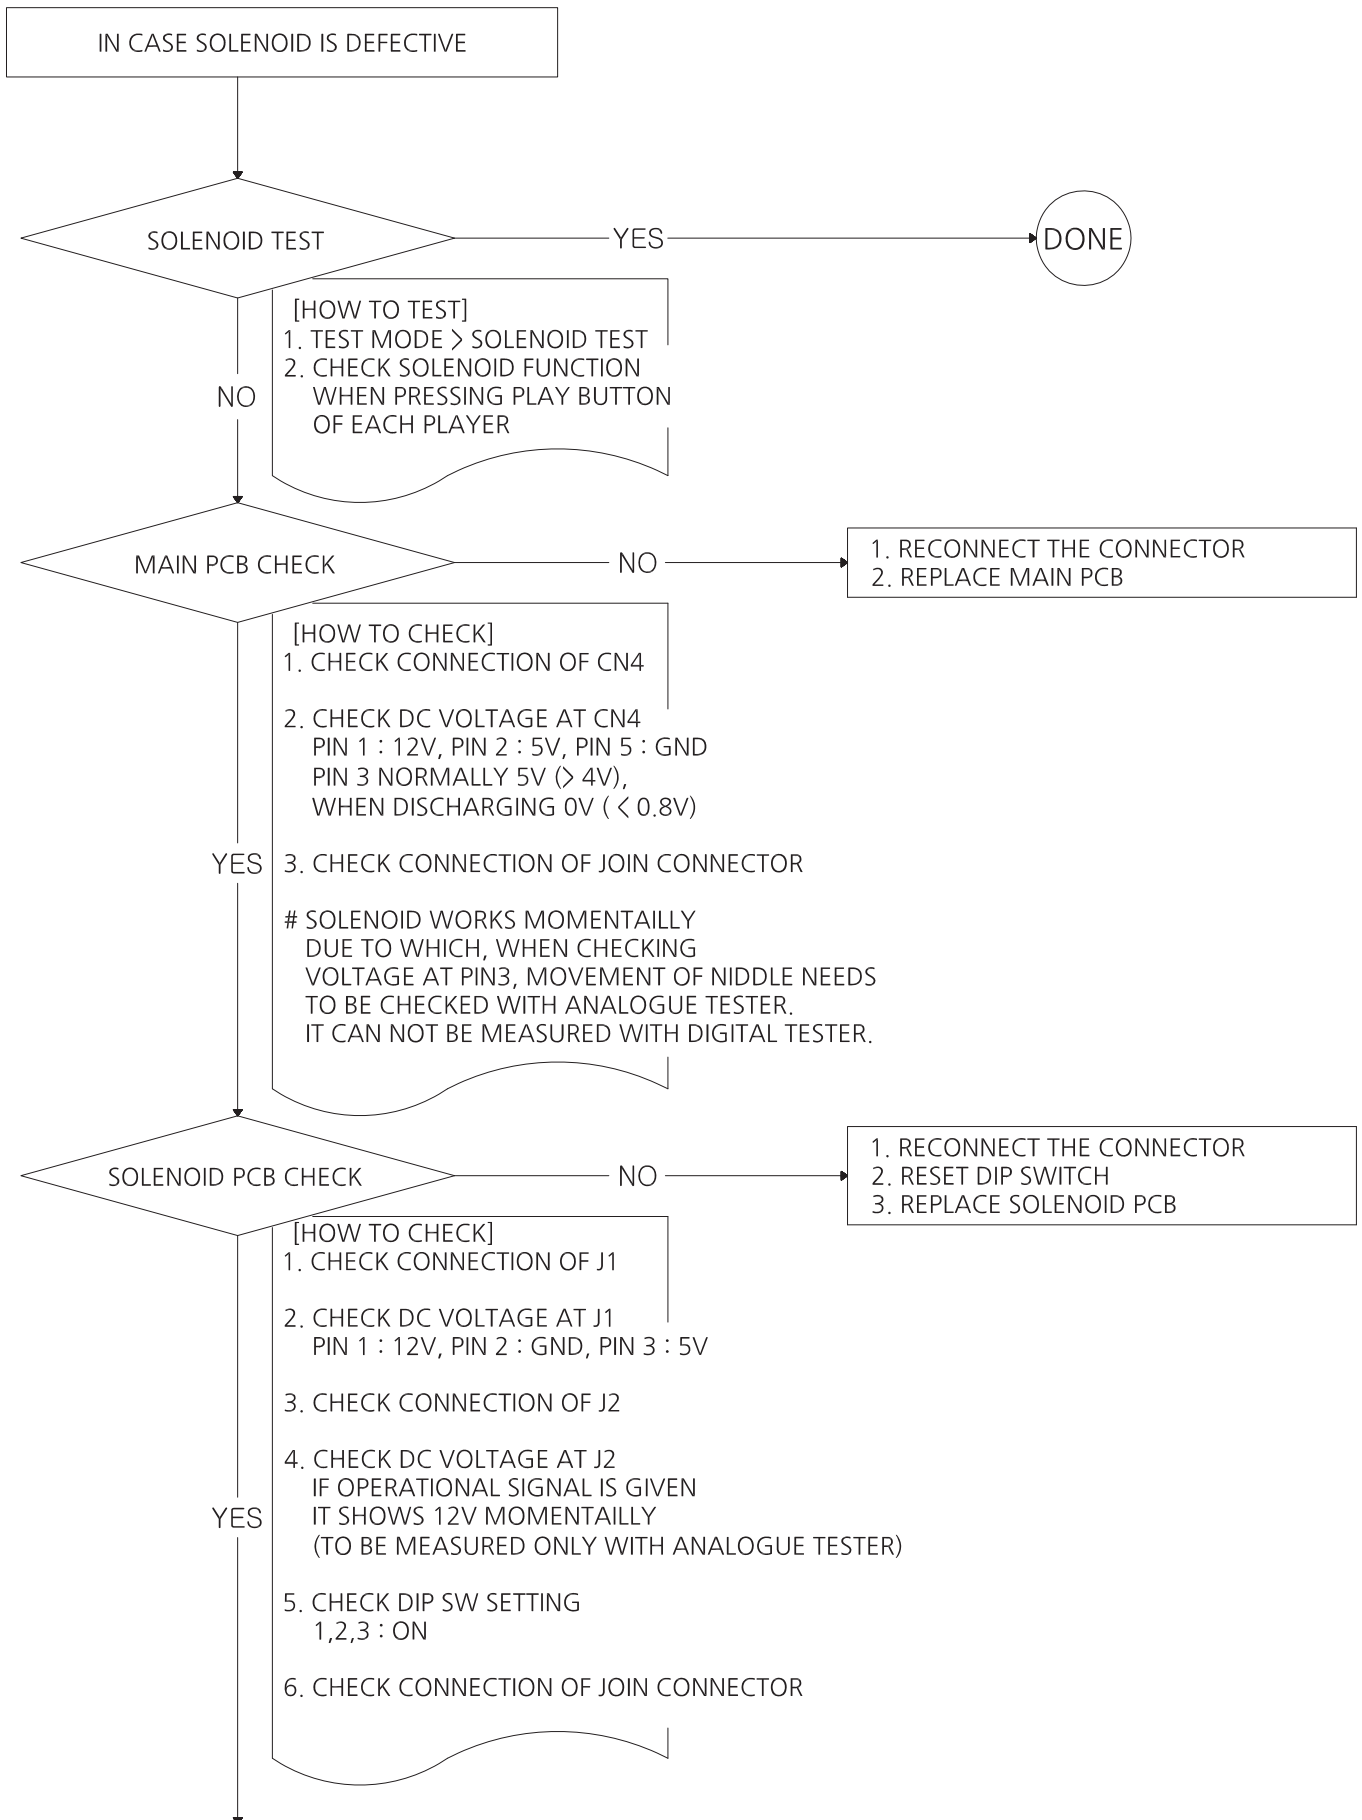 IN CASE SOLENOID IS DEFECTIVE
SOLENOID TEST
YES
DONE
[HOW TO TEST]
1. TEST MODE > SOLENOID TEST
2. CHECK SOLENOID FUNCTION
WHEN PRESSING PLAY BUTTON
OF EACH PLAYER
NO
MAIN PCB CHECK
NO
1. RECONNECT THE CONNECTOR
2. REPLACE MAIN PCB
[HOW TO CHECK]
1. CHECK CONNECTION OF CN4
2. CHECK DC VOLTAGE AT CN4
PIN 1 : 12V, PIN 2 : 5V, PIN 5 : GND
PIN 3 NORMALLY 5V (> 4V),
WHEN DISCHARGING 0V ( < 0.8V)
YES
3. CHECK CONNECTION OF JOIN CONNECTOR
# SOLENOID WORKS MOMENTAILLY
DUE TO WHICH, WHEN CHECKING
VOLTAGE AT PIN3, MOVEMENT OF NIDDLE NEEDS
TO BE CHECKED WITH ANALOGUE TESTER.
IT CAN NOT BE MEASURED WITH DIGITAL TESTER.
SOLENOID PCB CHECK
NO
1. RECONNECT THE CONNECTOR
2. RESET DIP SWITCH
3. REPLACE SOLENOID PCB
[HOW TO CHECK]
1. CHECK CONNECTION OF J1
2. CHECK DC VOLTAGE AT J1
PIN 1 : 12V, PIN 2 : GND, PIN 3 : 5V
3. CHECK CONNECTION OF J2
4. CHECK DC VOLTAGE AT J2
IF OPERATIONAL SIGNAL IS GIVEN
IT SHOWS 12V MOMENTAILLY
(TO BE MEASURED ONLY WITH ANALOGUE TESTER)
YES
5. CHECK DIP SW SETTING
1,2,3 : ON
6. CHECK CONNECTION OF JOIN CONNECTOR